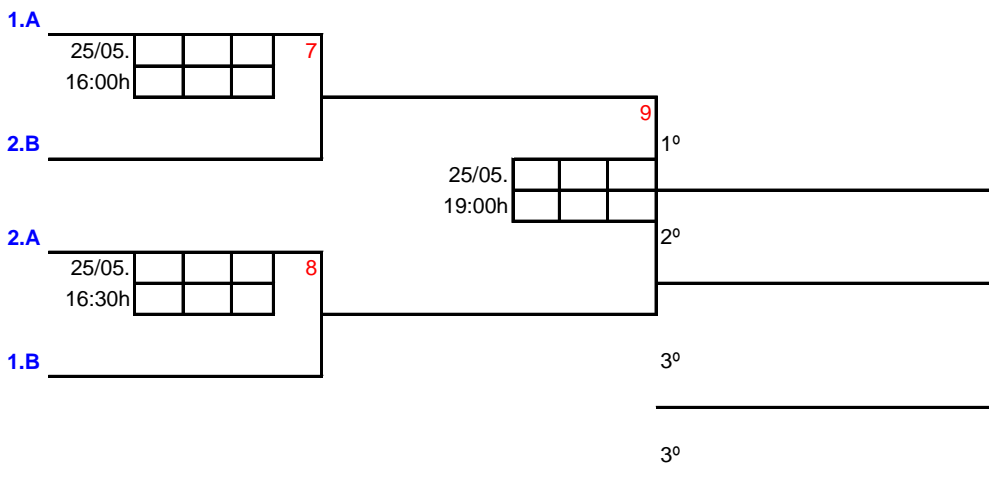 1.A
25/05.
7
16:00h
9
2.B
1º
25/05.
19:00h
2.A
2º
25/05.
8
16:30h
1.B
3º
3º